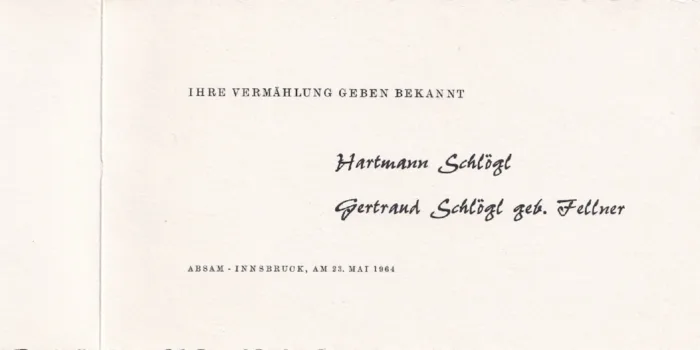 IHRE VERMÄHLUNG GEBEN BEKANNT
Hartmann Schlögl
Gertraud Schlögl geb. Fellner
ABSAM - INNSBRUCK, AM 23. MAI 1964